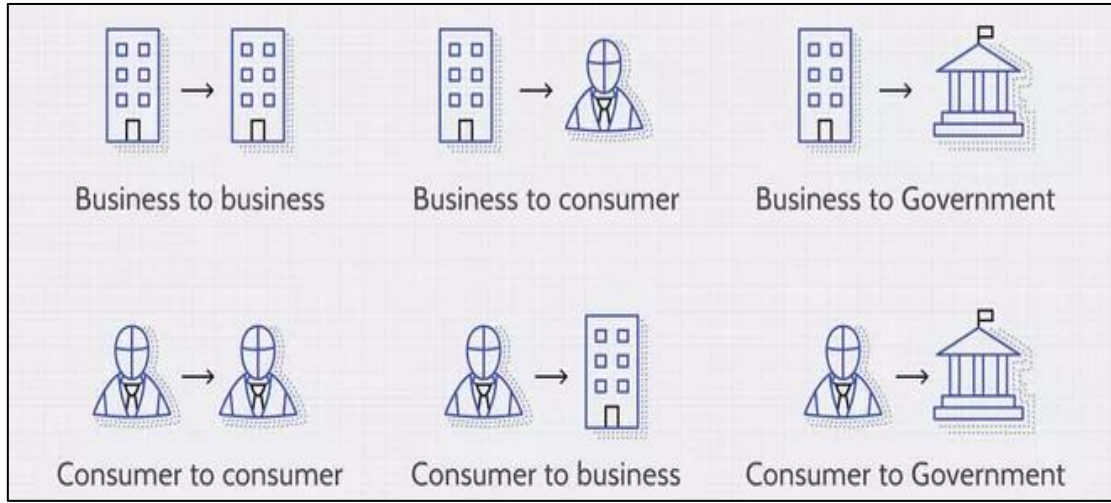 Business to business
Business to consumer
Business to Government
Consumer to consumer
Consumer to business
Consumer to Government